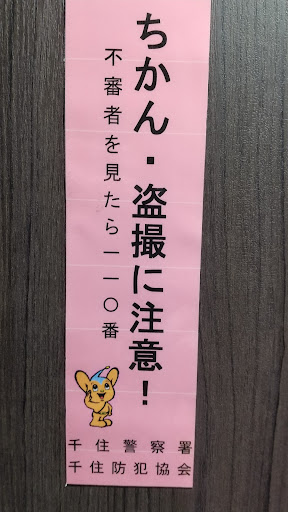 ちかん・盗撮に注意！
不審者を見たら一一〇番
千住警察署
千住防犯協会